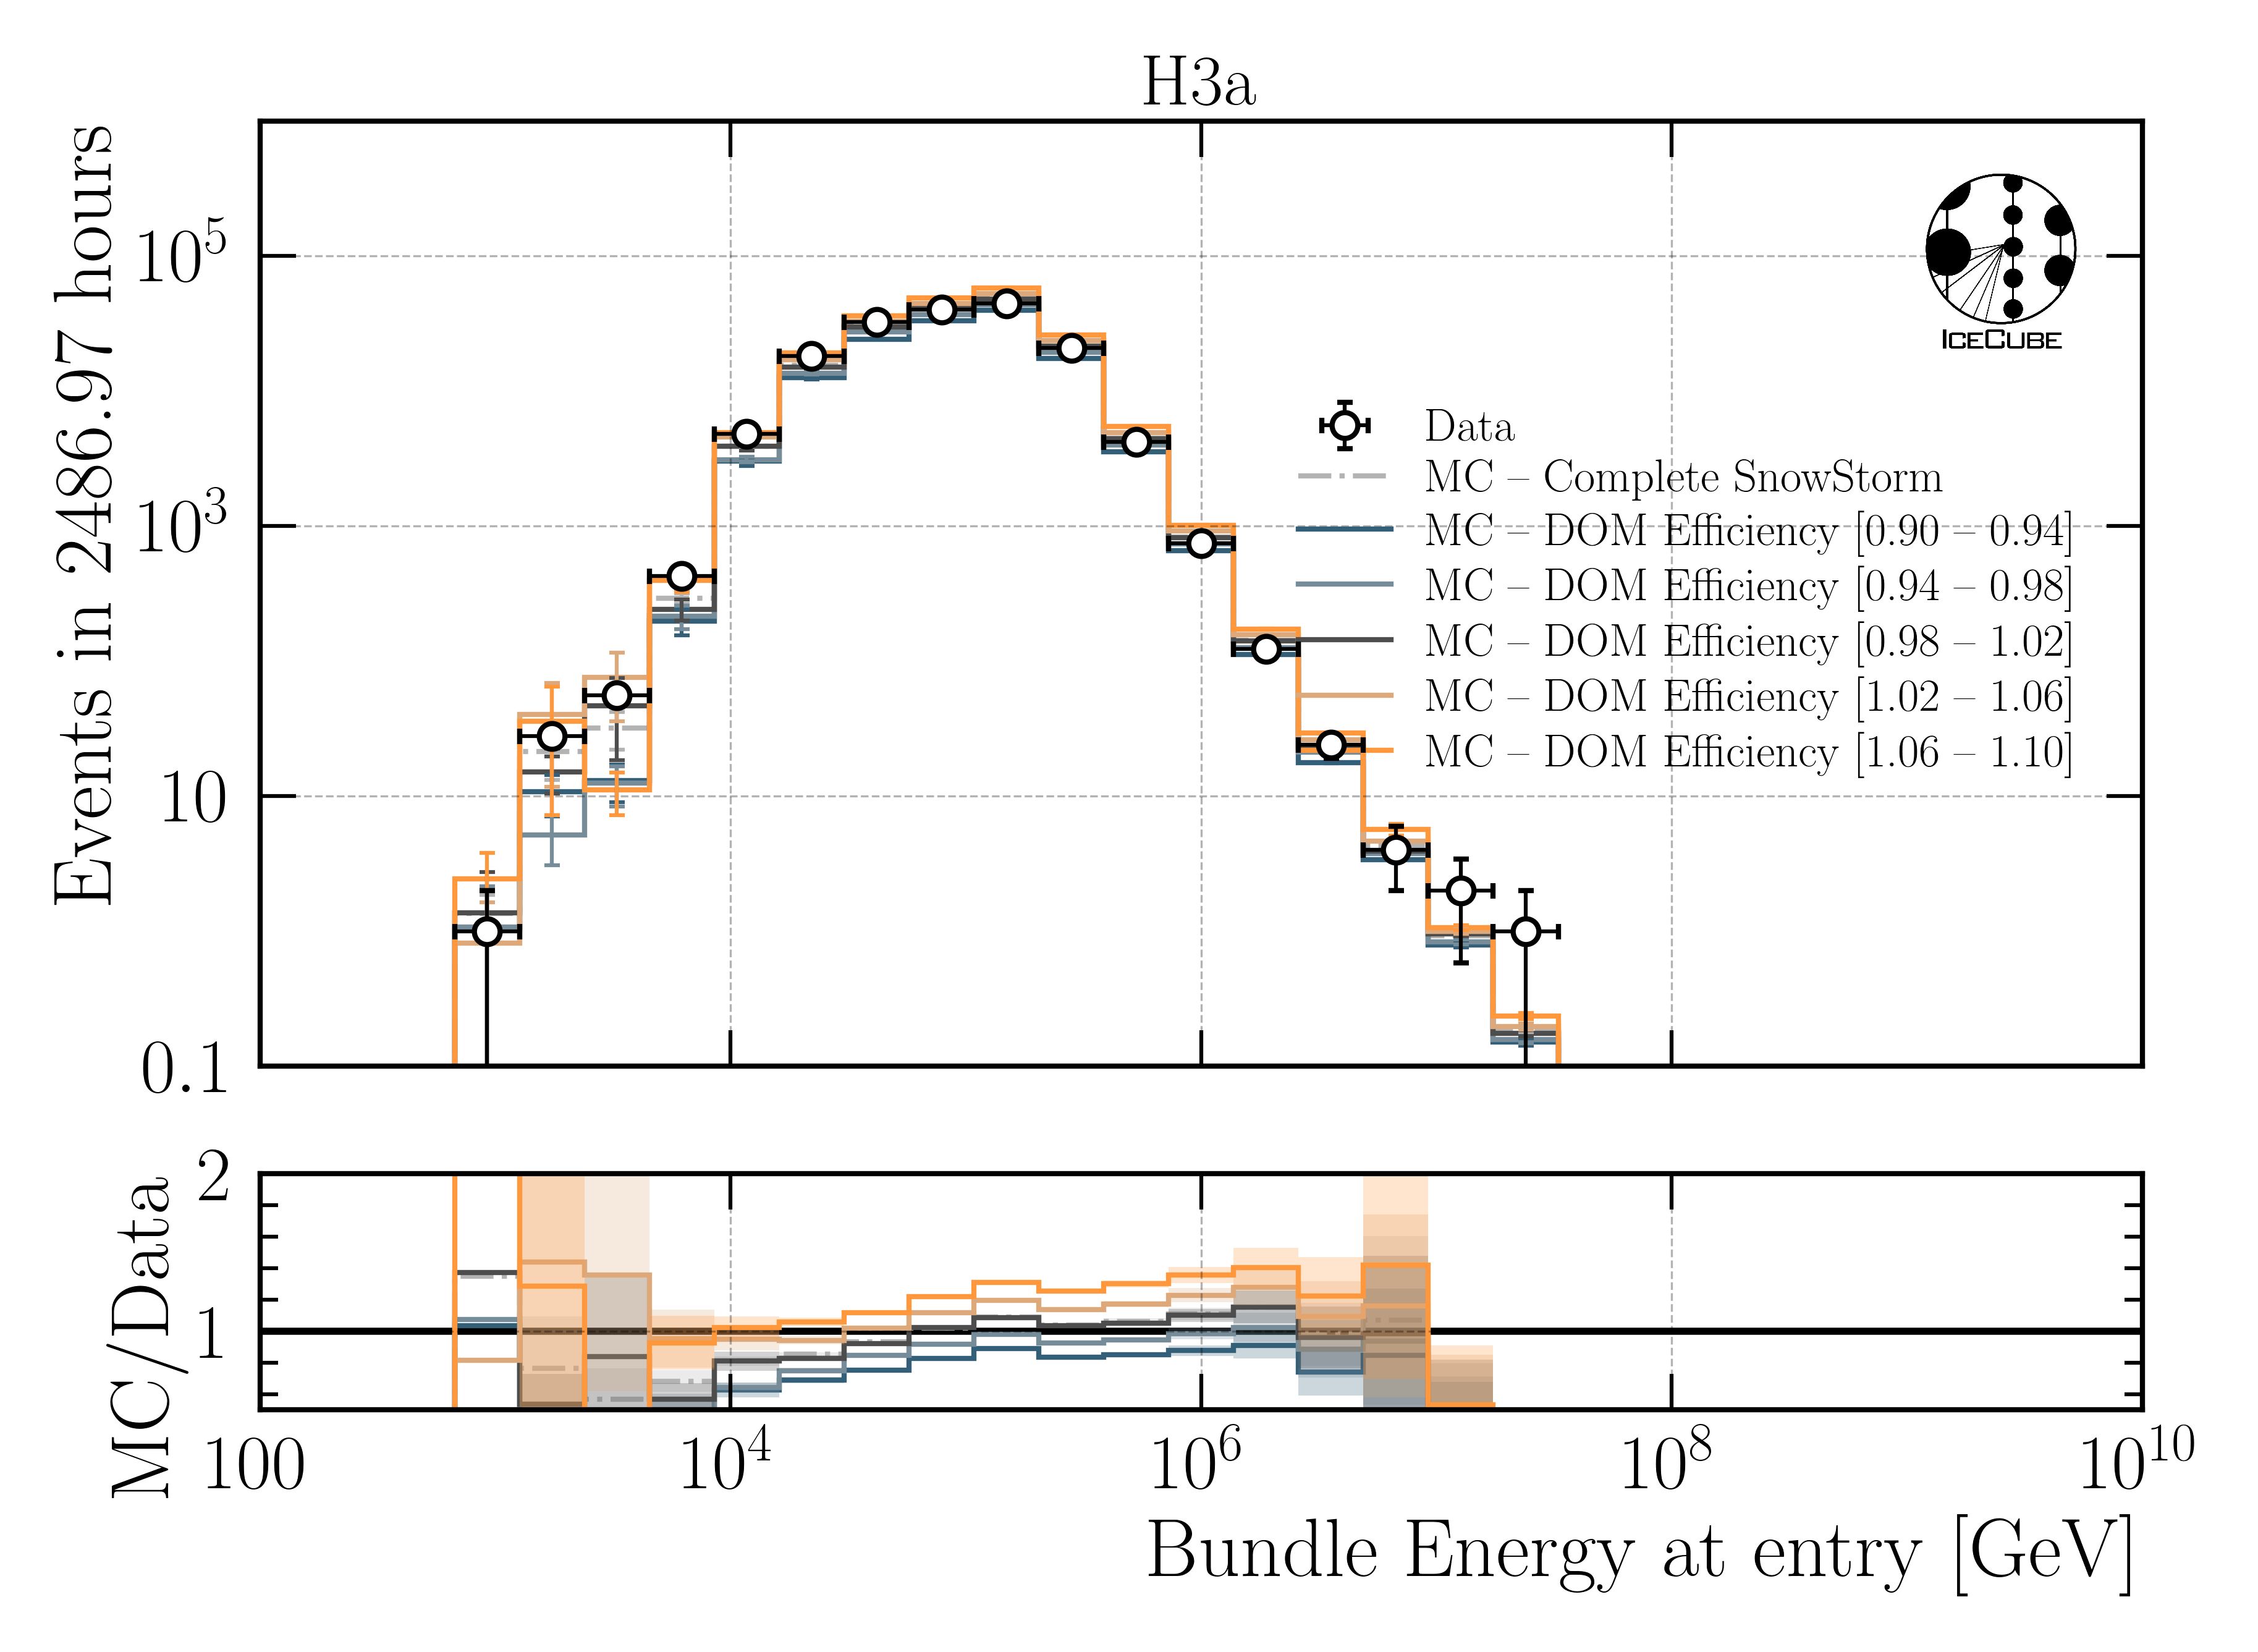 H3a
Events in 2486.97 hours
10^5
10^3
10
0.1
ICECUBE
Data
MC – Complete SnowStorm
MC – DOM Efficiency [0.90 – 0.94]
MC – DOM Efficiency [0.94 – 0.98]
MC – DOM Efficiency [0.98 – 1.02]
MC – DOM Efficiency [1.02 – 1.06]
MC – DOM Efficiency [1.06 – 1.10]
MC/Data
2
1
100 10^4 10^6 10^8 10^10
Bundle Energy at entry [GeV]